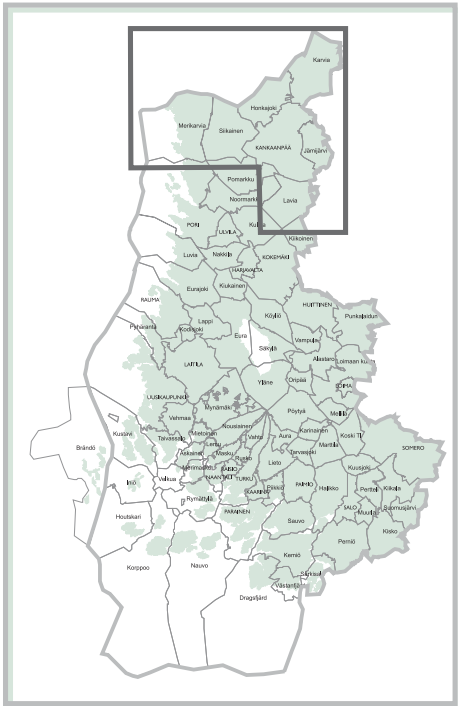 Karvia
Honkajoki
Merikarvia
Siikainen
KANKAANPÄÄ
Jämijärvi
Pomarkku
Noormarkku
Lavia
PORI
ULVILA
Kullaa
Kiikoinen
Luvia
Nakkila
KOKEMÄKI
HARJAVALTA
Eurajoki
Kiukainen
RAUMA
HUITTINEN
Punkalaidun
Pyhäranta
Lappi
Köyliö
Kodisjoki
Eura
Vampula
Säkylä
Alastaro
Loimaan kunta
LAITILA
Yläne
Oripää
LOIMAA
UUSIKAUPUNKI
Mynämäki
Pöytyä
Mellilä
Vehmaa
Kustavi
Nousiainen
Karinainen
Koski Tl
Taivassalo
Mietoinen
Vahto
Aura
Marttila
SOMERO
Brändö
Lemu
Askainen
Masku
Rusko
Tarvasjoki
Merimasku
RAISIO
Lieto
Kuusjoki
Iniö
Velkua
NAANTALI
TURKU
Piikkiö
PAIMIO
Halikko
Pertteli
Kiikala
Rymättylä
KAARINA
Houtskari
PARAINEN
Sauvo
SALO
Muurla
Suomusjärvi
Perniö
Kisko
Korppoo
Nauvo
Kemiö
Särkisalo
Västanfjärd
Dragsfjärd